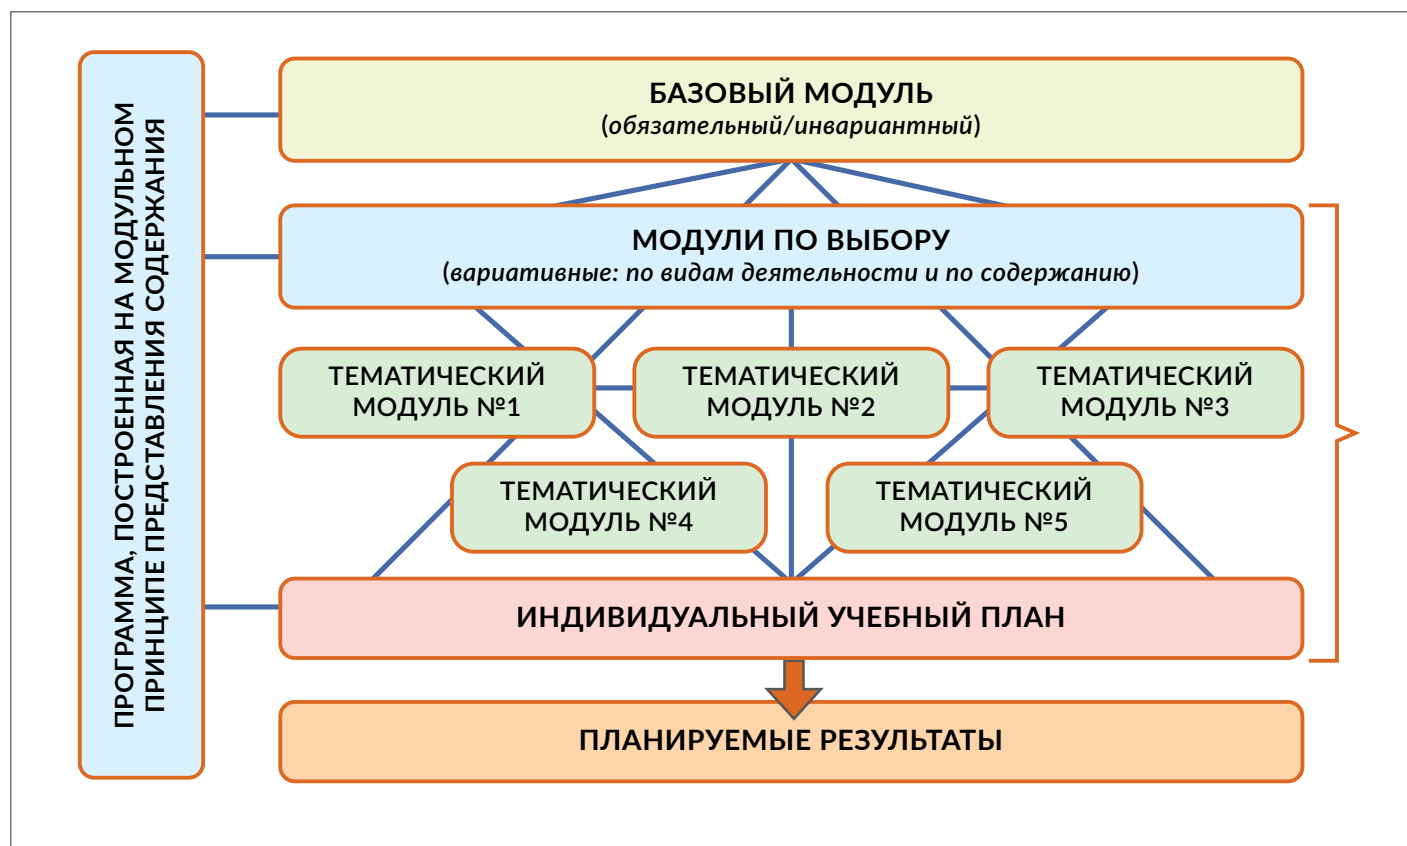 ПРОГРАММА, ПОСТРОЕННАЯ НА МОДУЛЬНОМ
ПРИНЦИПЕ ПРЕДСТАВЛЕНИЯ СОДЕРЖАНИЯ
БАЗОВЫЙ МОДУЛЬ
(обязательный/инвариантный)
МОДУЛИ ПО ВЫБОРУ
(вариативные: по видам деятельности и по содержанию)
ТЕМАТИЧЕСКИЙ
МОДУЛЬ №1
ТЕМАТИЧЕСКИЙ
МОДУЛЬ №2
ТЕМАТИЧЕСКИЙ
МОДУЛЬ №3
ТЕМАТИЧЕСКИЙ
МОДУЛЬ №4
ТЕМАТИЧЕСКИЙ
МОДУЛЬ №5
ИНДИВИДУАЛЬНЫЙ УЧЕБНЫЙ ПЛАН
ПЛАНИРУЕМЫЕ РЕЗУЛЬТАТЫ